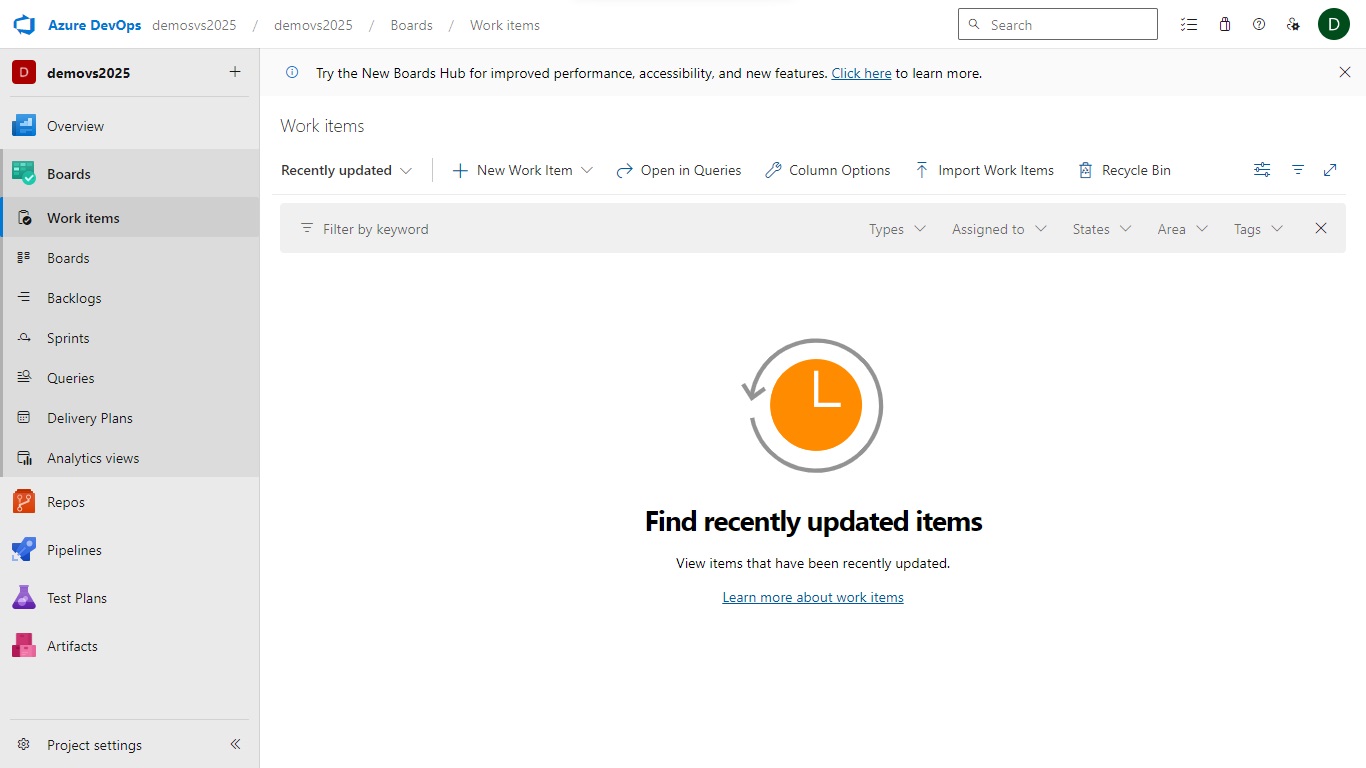 Azure DevOps demosvs2025 / demovs2025 / Boards / Work items
Search
D
D demovs2025
Try the New Boards Hub for improved performance, accessibility, and new features. Click here to learn more.
Overview
Boards
Work items
Boards
Backlogs
Sprints
Queries
Delivery Plans
Analytics views
Repos
Pipelines
Test Plans
Artifacts
Project settings
Work items
Recently updated New Work Item Open in Queries Column Options Import Work Items Recycle Bin
Filter by keyword Types Assigned to States Area Tags
Find recently updated items
View items that have been recently updated.
Learn more about work items